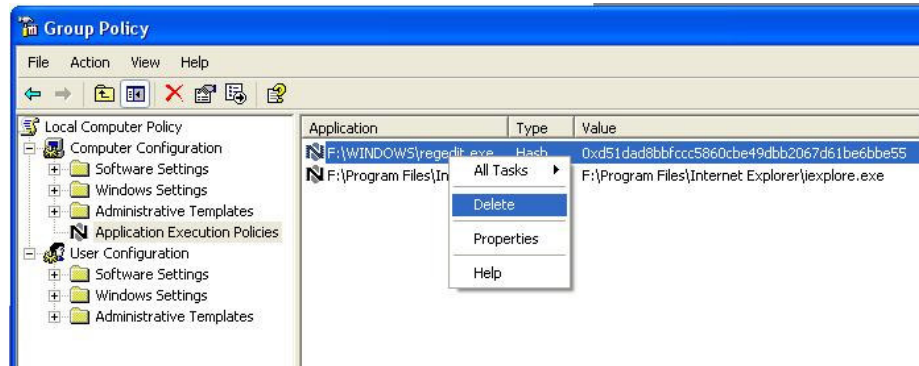 Group Policy
File Action View Help
Local Computer Policy
Computer Configuration
Software Settings
Windows Settings
Administrative Templates
Application Execution Policies
User Configuration
Software Settings
Windows Settings
Administrative Templates
Application Type Value
F:\WINDOWS\regedit.exe Hash 0xd51dad8bbfccc5860cbe49dbb2067d61be6bbe55
F:\Program Files\In F:\Program Files\Internet Explorer\iexplore.exe
All Tasks
Delete
Properties
Help